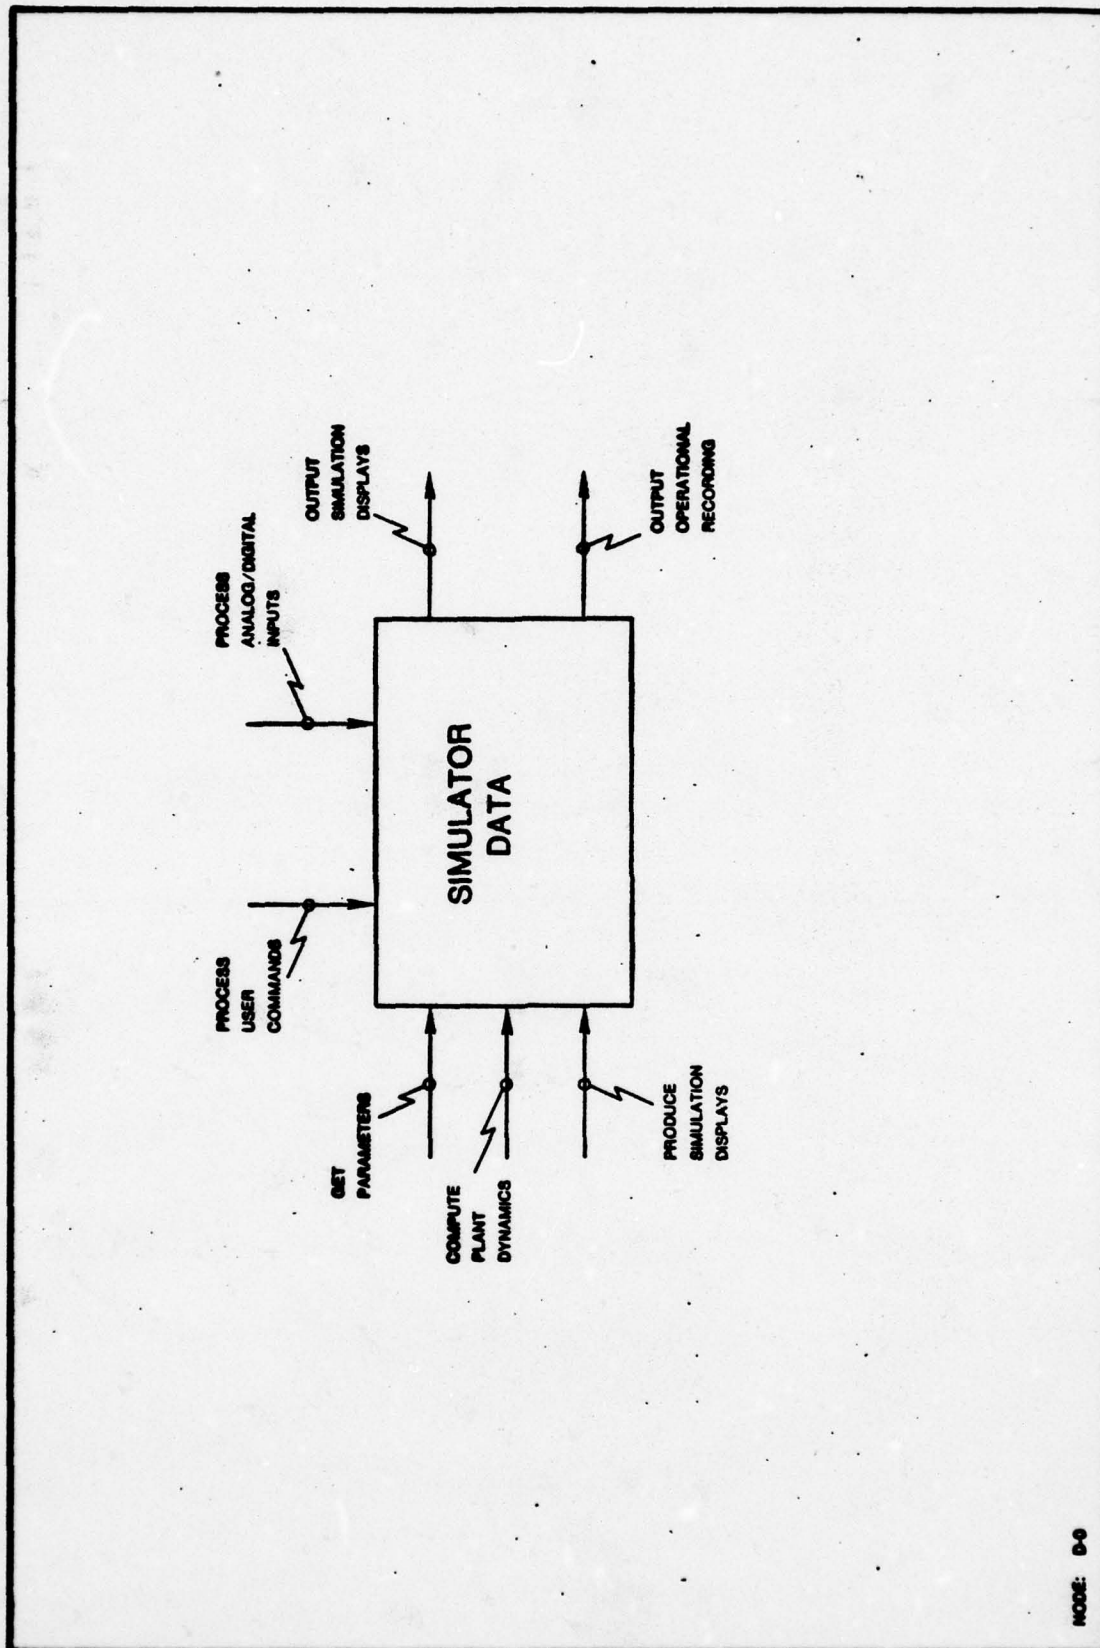 PROCESS
USER
COMMANDS
PROCESS
ANALOG/DIGITAL
INPUTS
GET
PARAMETERS
COMPUTE
PLANT
DYNAMICS
PRODUCE
SIMULATION
DISPLAYS
SIMULATOR
DATA
OUTPUT
SIMULATION
DISPLAYS
OUTPUT
OPERATIONAL
RECORDING
NODE: D-0